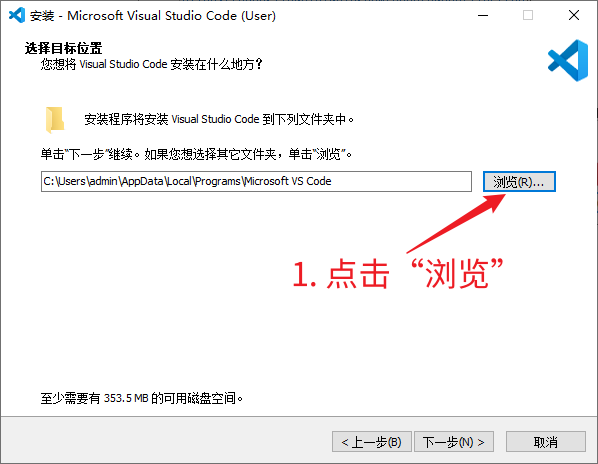 安装 - Microsoft Visual Studio Code (User)
选择目标位置
您想将 Visual Studio Code 安装在什么地方?
安装程序将安装 Visual Studio Code 到下列文件夹中。
单击“下一步”继续。如果您想选择其它文件夹，单击“浏览”。
C:\Users\admin\AppData\Local\Programs\Microsoft VS Code
浏览(R)...
1. 点击“浏览”
至少需要有 353.5 MB 的可用磁盘空间。
< 上一步(B)
下一步(N) >
取消